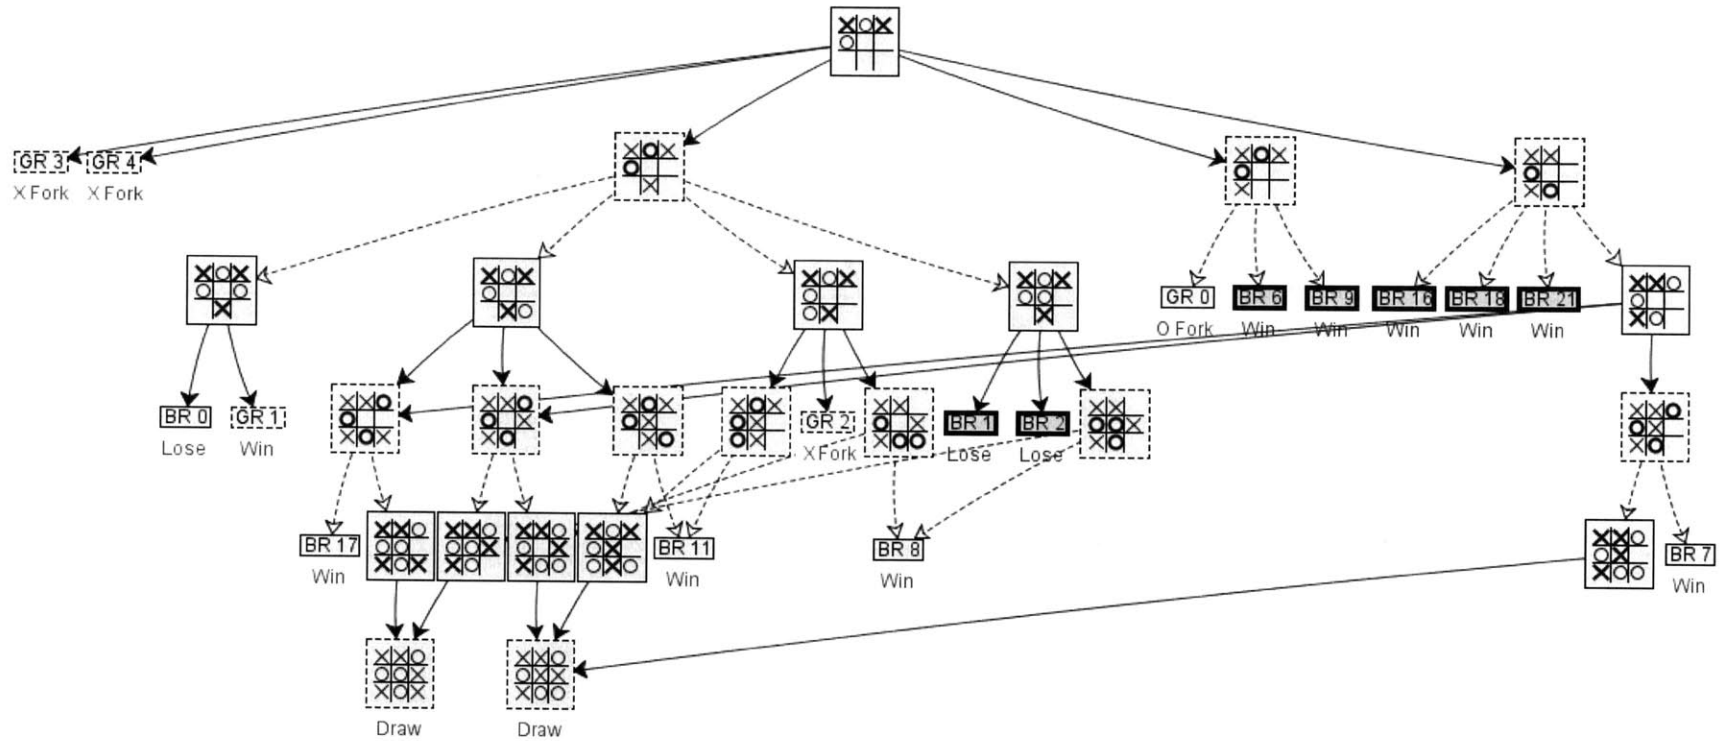 GR 3 GR 4
X Fork X Fork
GR 0 BR 6 BR 9 BR 16 BR 18 BR 21
O Fork Win Win Win Win Win
BR 0 GR 1 GR 2 BR 1 BR 2
Lose Win X Fork Lose Lose
BR 17 BR 11 BR 8 BR 7
Win Win Win Win
Draw Draw